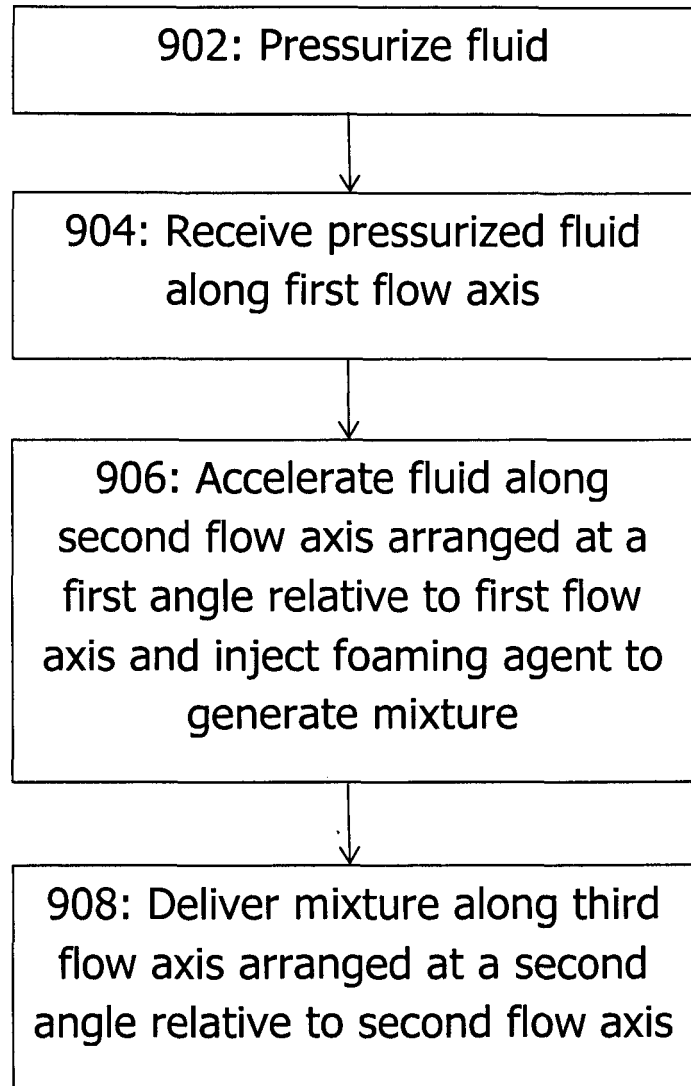 902: Pressurize fluid
904: Receive pressurized fluid
along first flow axis
906: Accelerate fluid along
second flow axis arranged at a
first angle relative to first flow
axis and inject foaming agent to
generate mixture
908: Deliver mixture along third
flow axis arranged at a second
angle relative to second flow axis